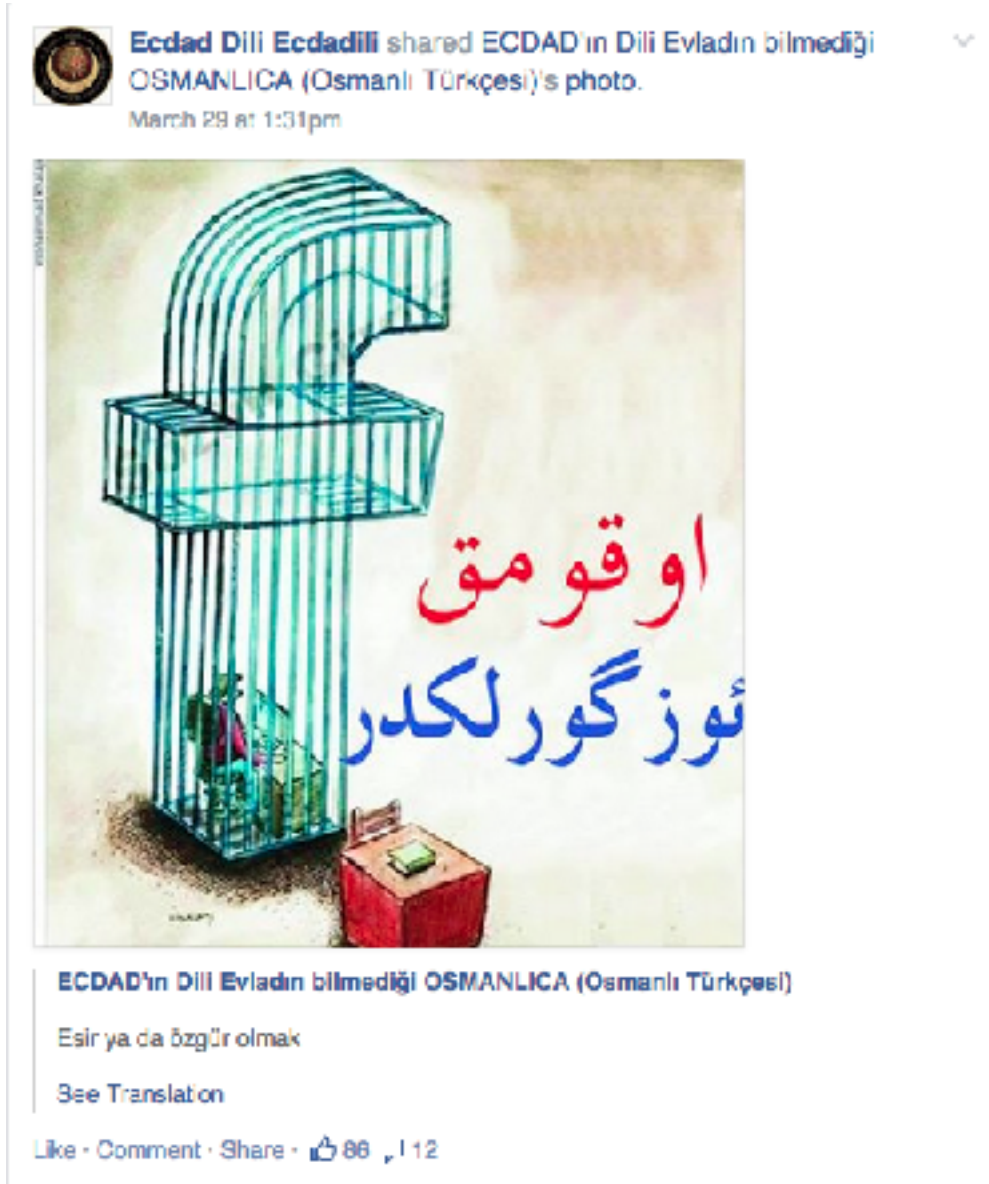 Ecdad Dili Ecdadili shared ECDAD'ın Dili Evladın bilmediği
OSMANLICA (Osmanlı Türkçesi)'s photo.
March 29 at 1:31pm
اوقومق
ئوزگورلكدر
ECDAD'ın Dili Evladın bilmediği OSMANLICA (Osmanlı Türkçesi)
Esir ya da özgür olmak
See Translation
Like · Comment · Share · 86 12